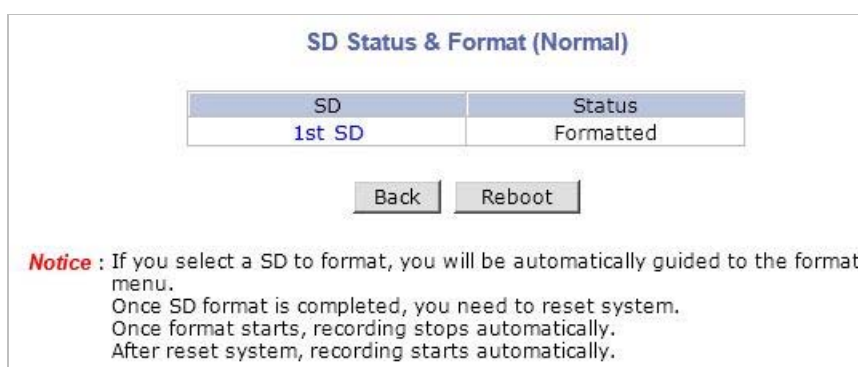 SD Status & Format (Normal)
SD Status
1st SD Formatted
Back Reboot
Notice : If you select a SD to format, you will be automatically guided to the format
menu.
Once SD format is completed, you need to reset system.
Once format starts, recording stops automatically.
After reset system, recording starts automatically.